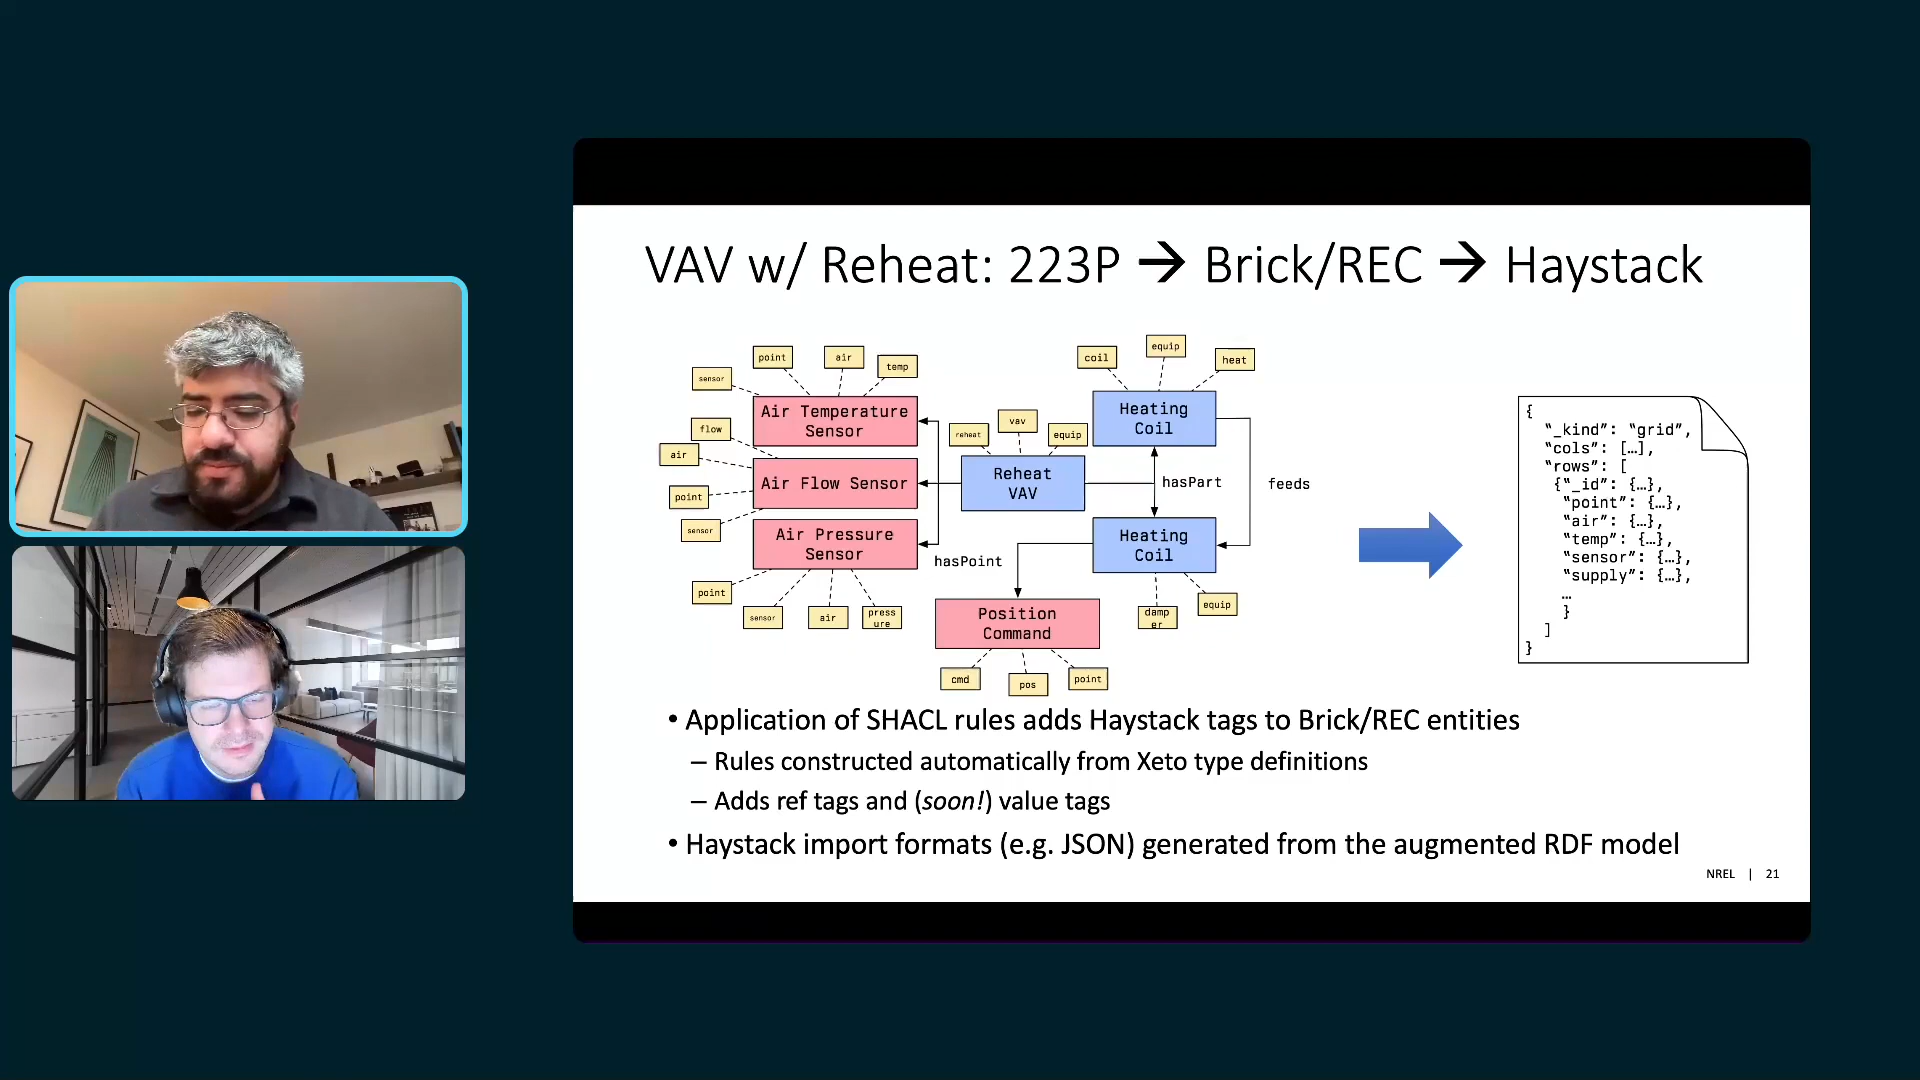 VAV w/ Reheat: 223P → Brick/REC → Haystack
sensor
point
air
temp
Air Temperature
Sensor
flow
air
point
sensor
Air Flow Sensor
Air Pressure
Sensor
point
sensor
air
press
ure
hasPoint
reheat
vav
equip
Reheat
VAV
coil
equip
heat
Heating
Coil
hasPart
feeds
Heating
Coil
damp
er
equip
Position
Command
cmd
pos
point
{
“_kind”: “grid”,
“cols”: […],
“rows”: [
{“_id”: {…},
“point”: {…},
“air”: {…},
“temp”: {…},
“sensor”: {…},
“supply”: {…},
…
}
]
}
• Application of SHACL rules adds Haystack tags to Brick/REC entities
– Rules constructed automatically from Xeto type definitions
– Adds ref tags and (soon!) value tags
• Haystack import formats (e.g. JSON) generated from the augmented RDF model
NREL | 21